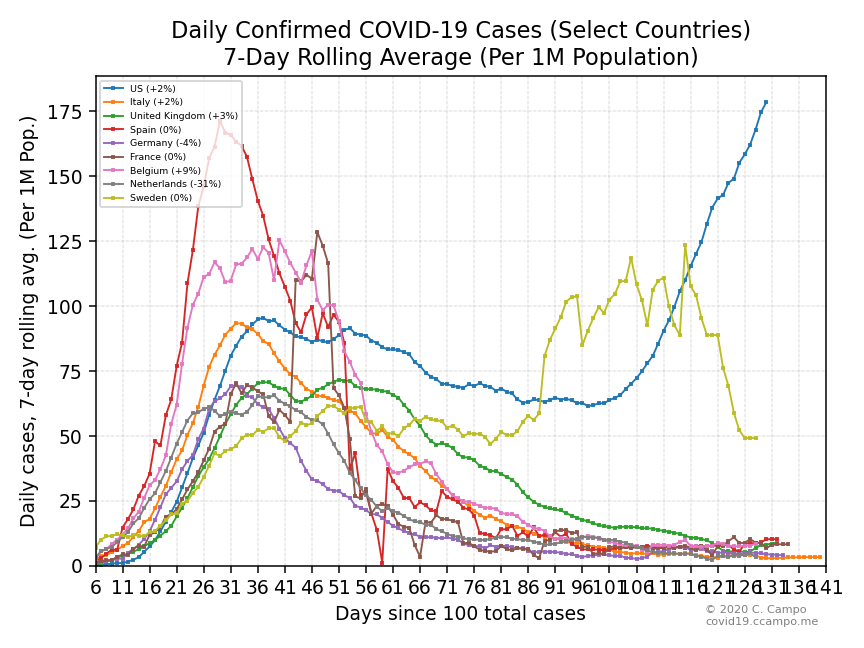 Daily Confirmed COVID-19 Cases (Select Countries)
7-Day Rolling Average (Per 1M Population)
Daily cases, 7-day rolling avg. (Per 1M Pop.)
175
150
125
100
75
50
25
0
US (+2%)
Italy (+2%)
United Kingdom (+3%)
Spain (0%)
Germany (-4%)
France (0%)
Belgium (+9%)
Netherlands (-31%)
Sweden (0%)
6 11 16 21 26 31 36 41 46 51 56 61 66 71 76 81 86 91 96 101 106 111 116 121 126 131 136 141
Days since 100 total cases
© 2020 C. Campo
covid19.ccampo.me